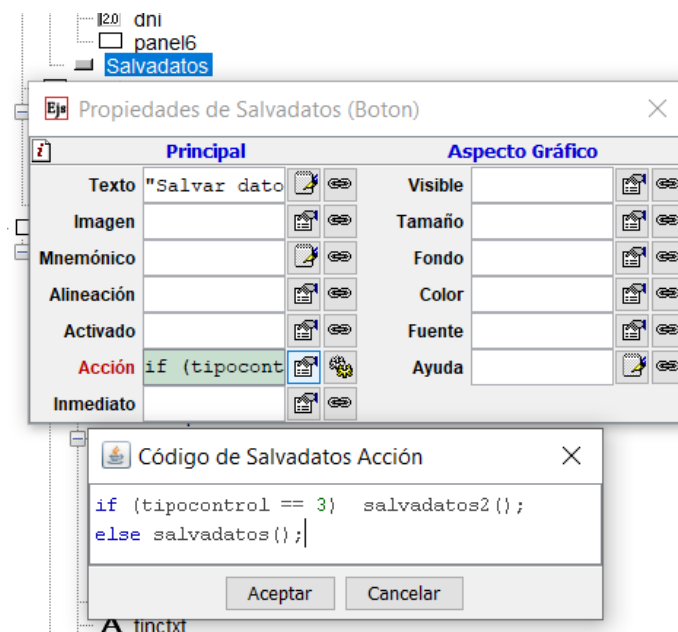 dni
panel6
Salvadatos
Ejs Propiedades de Salvadatos (Boton)
Principal Aspecto Gráfico
Texto "Salvar dato Visible
Imagen Tamaño
Mnemónico Fondo
Alineación Color
Activado Fuente
Acción if (tipocont Ayuda
Inmediato
Código de Salvadatos Acción
if (tipocontrol == 3) salvadatos2();
else salvadatos();
Aceptar Cancelar